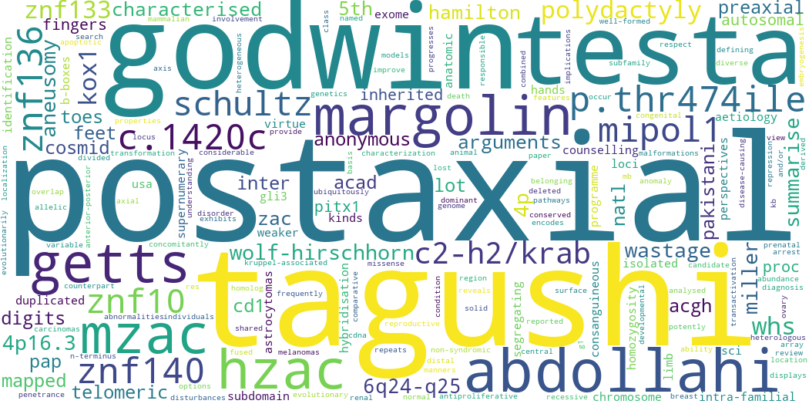 znf133 characterised 5th exome hamilton polydactyly preaxial
fingers autosomal
godwin testa
znf136 aneusomy b-boxes kox1
identification
schultz inherited margolin p.thr474ile
toes feet cosmid c.1420c anonymous arguments mipol1 hands aetiology
virtue counselling loci
postaxial
supernumerary inter acad lot 4p natl pakistani perspectives summarise
usa zac gli3 pitx1 kinds programme
weaker
wolf-hirschhorn c2-h2/krab wastage
getts tagushi isolated miller proc
duplicated znf10 cd1 acgh
digits mzac hzac abdollahi whs
4p16.3 astrocytomas hybridisation segregating consanguineous homozygosity limb sci
pap znf140 6q24-q25
mapped telomeric subdomain chromosome intra-familial
mammalian involvement class named progresses models improve responsible genetics death
well-formed respect defining subfamily diverse combined implications features occur congenital malformations
apoptotic search axis heterogeneous properties locus provide divided transformation considerable
localization evolutionarily overlap allelic axial anterior-posterior variable concomitantly
understanding disorder exhibits basis characterization animal lost ubiquitously dominant genome
paper belonging pathways deleted conserved encodes anomaly
disease-causing view and/or repression kb derived
kruppel-associated missense homolog frequently condition region reveals surface solid
counterpart res abnormalitiesindividuals shared comparative reproductive reported
carcinomas n-terminus cdna repeats non-syndromic distal manners central g1
melanomas fused evolutionary options
penetrance disturbances breast renal normal antiproliferative recessive
candidate analysed potently developmental transactivation ability
prenatal arrest abundance diagnosis array ovary heterologous review location displays